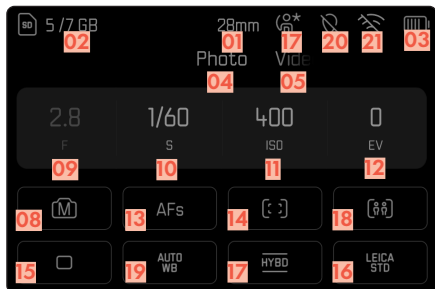 SD 5 / 7 GB 28mm
02 01 17 20 21 03
Photo Vide
04 05
2.8 1/60 400 0
F S ISO EV
09 10 11 12
M AFs
08 13 14 18
AUTO WB HYBD LEICA STD
15 19 17 16